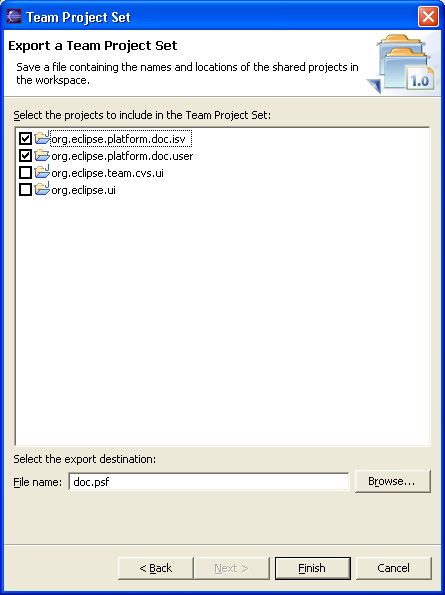 Team Project Set
Export a Team Project Set
Save a file containing the names and locations of the shared projects in
the workspace.
1.0
Select the projects to include in the Team Project Set:
org.eclipse.platform.doc.isv
org.eclipse.platform.doc.user
org.eclipse.team.cvs.ui
org.eclipse.ui
Select the export destination:
File name: doc.psf Browse...
< Back Next > Finish Cancel